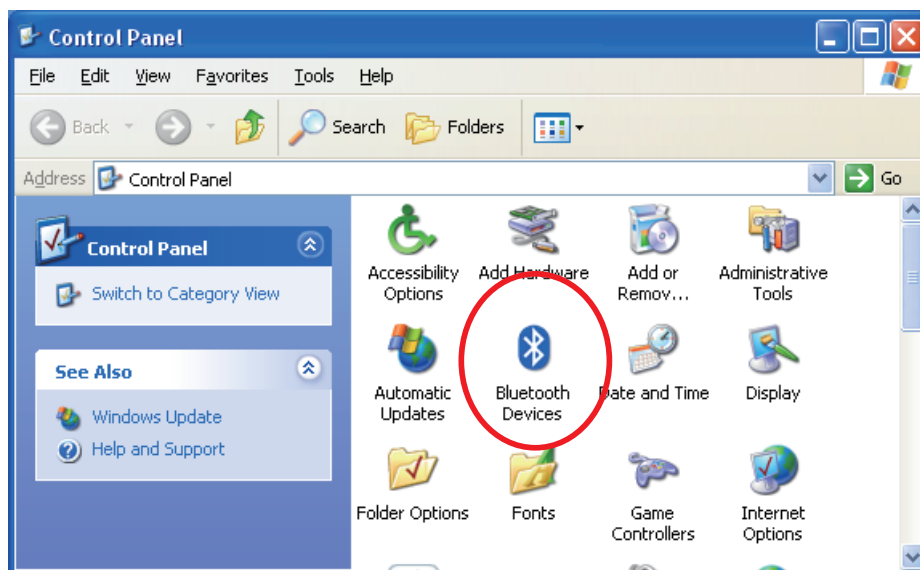 Control Panel
File Edit View Favorites Tools Help
Back Search Folders
Address Control Panel Go
Control Panel
Switch to Category View
See Also
Windows Update
Help and Support
Accessibility Options
Add Hardware
Add or Remov...
Administrative Tools
Automatic Updates
Bluetooth Devices
Date and Time
Display
Folder Options
Fonts
Game Controllers
Internet Options